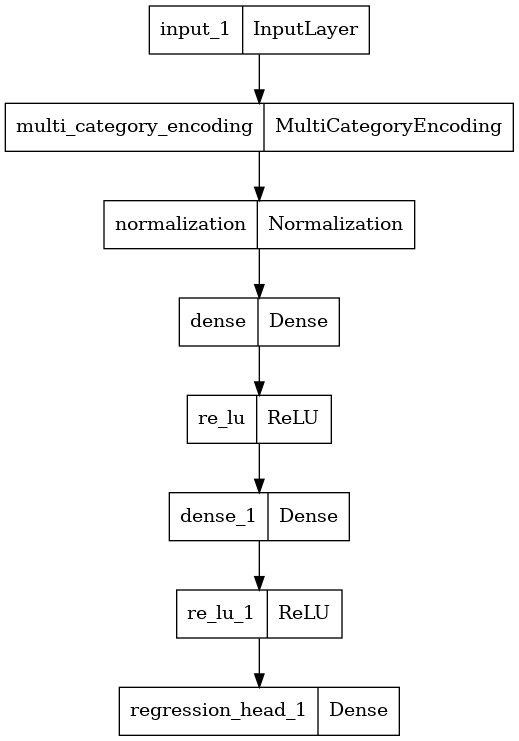 input_1 InputLayer
multi_category_encoding MultiCategoryEncoding
normalization Normalization
dense Dense
re_lu ReLU
dense_1 Dense
re_lu_1 ReLU
regression_head_1 Dense